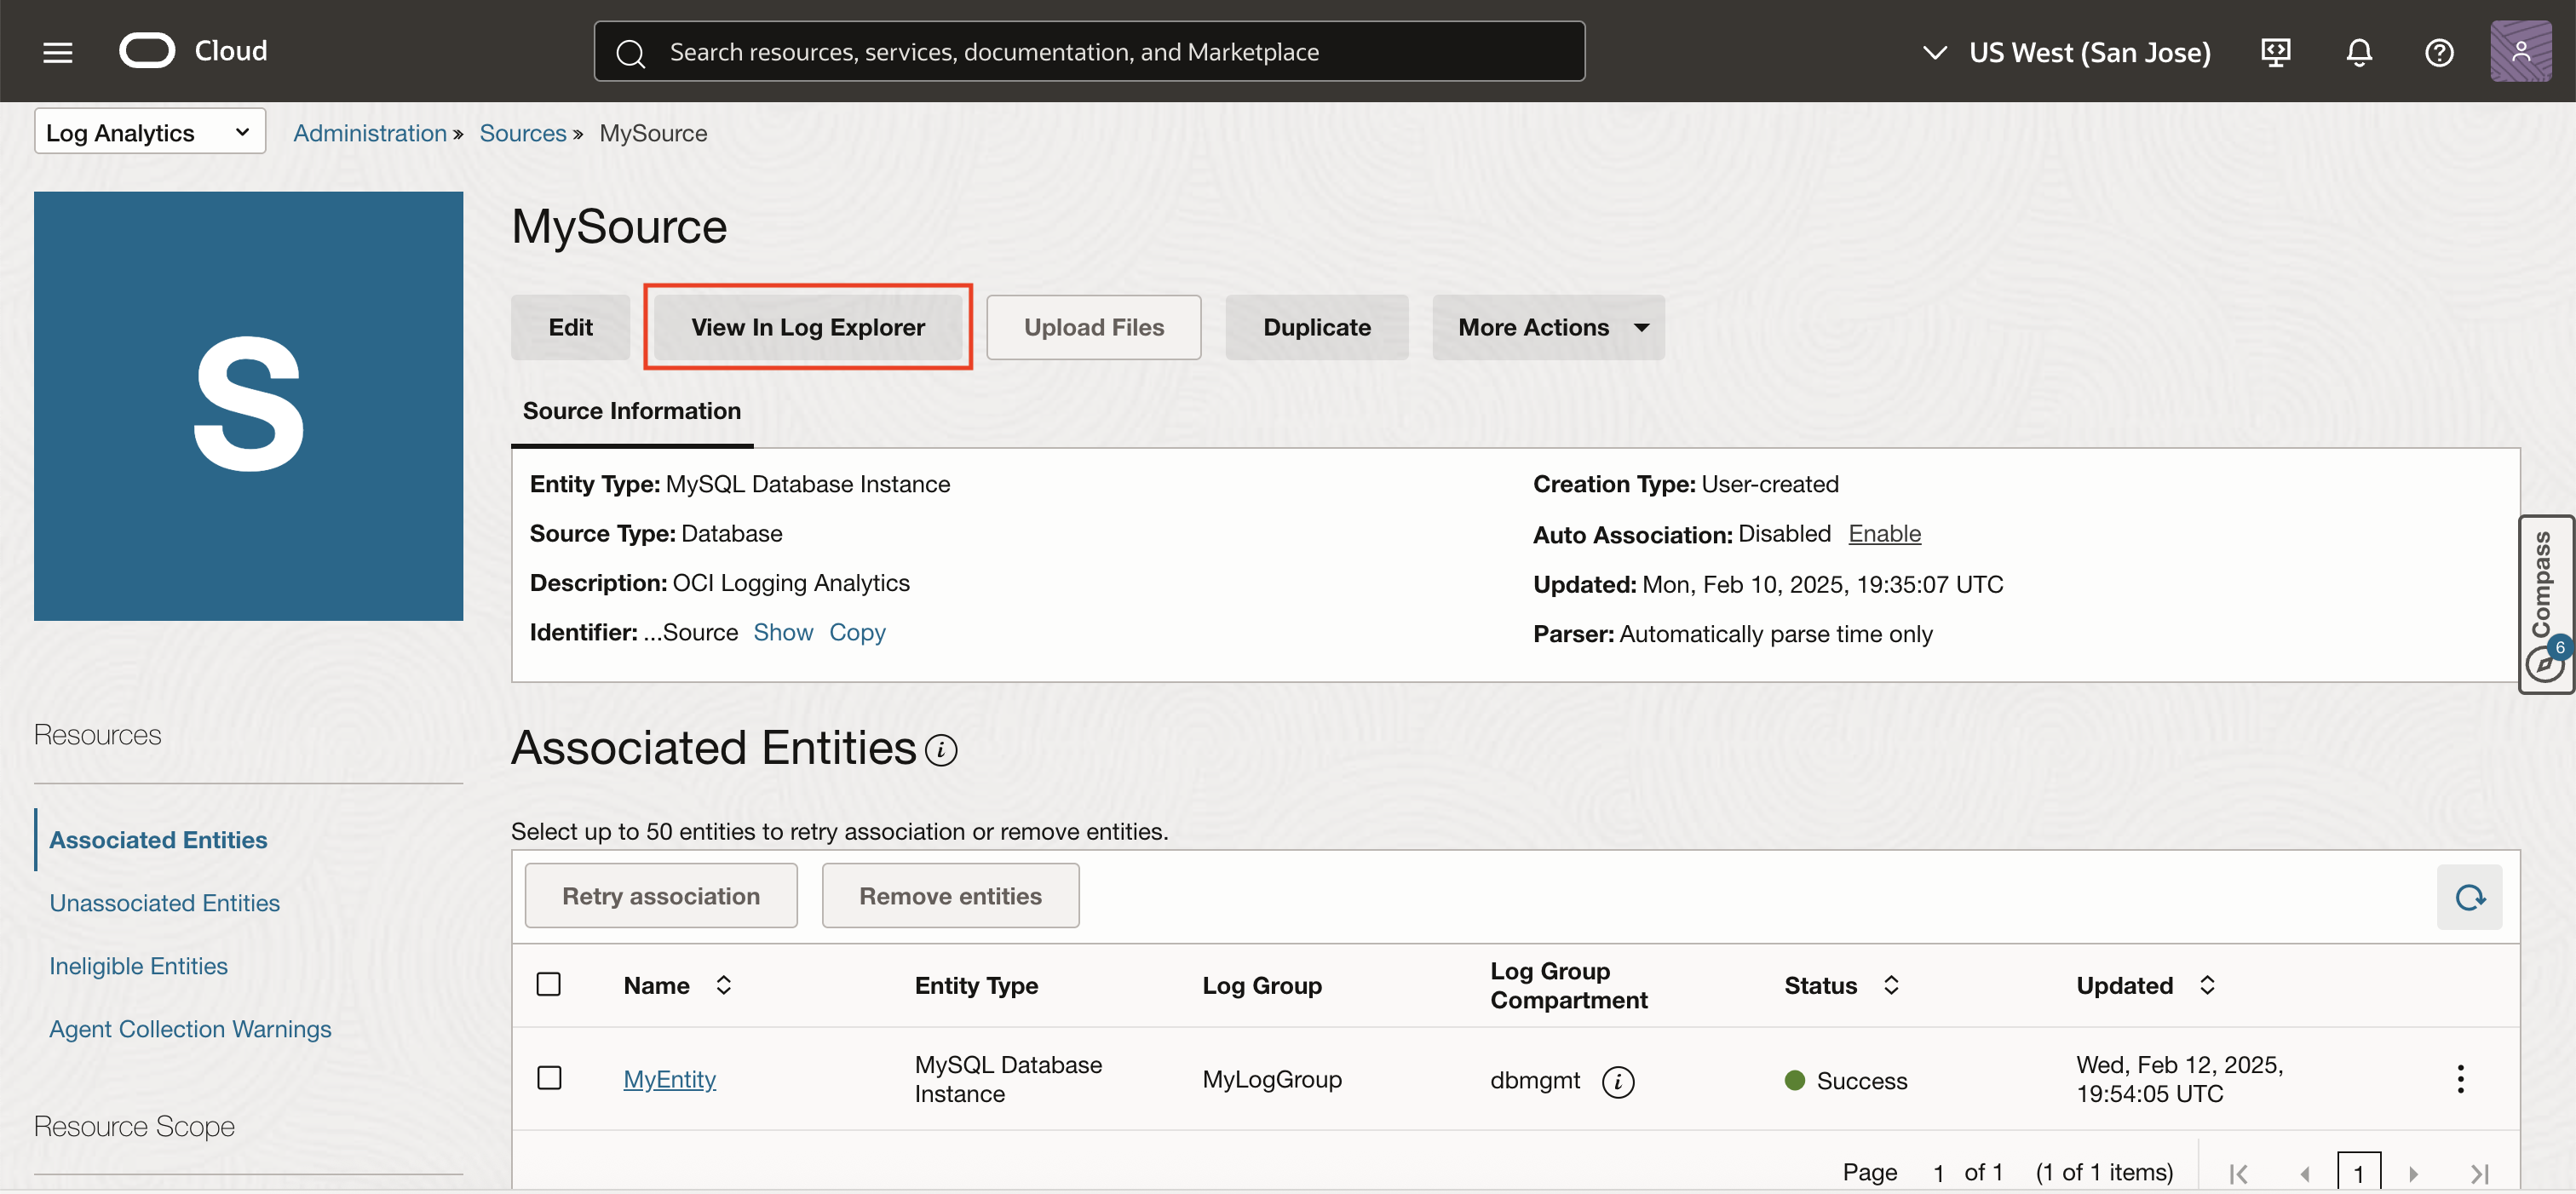 Cloud
Search resources, services, documentation, and Marketplace
US West (San Jose)
Log Analytics
Administration » Sources » MySource
S
MySource
Edit
View In Log Explorer
Upload Files
Duplicate
More Actions
Source Information
Entity Type: MySQL Database Instance
Source Type: Database
Description: OCI Logging Analytics
Identifier: ...Source Show Copy
Creation Type: User-created
Auto Association: Disabled Enable
Updated: Mon, Feb 10, 2025, 19:35:07 UTC
Parser: Automatically parse time only
Compass
6
Resources
Associated Entities
Unassociated Entities
Ineligible Entities
Agent Collection Warnings
Resource Scope
Associated Entities
Select up to 50 entities to retry association or remove entities.
Retry association
Remove entities
Name
Entity Type
Log Group
Log Group
Compartment
Status
Updated
MyEntity
MySQL Database
Instance
MyLogGroup
dbmgmt
Success
Wed, Feb 12, 2025,
19:54:05 UTC
Page 1 of 1 (1 of 1 items)
1